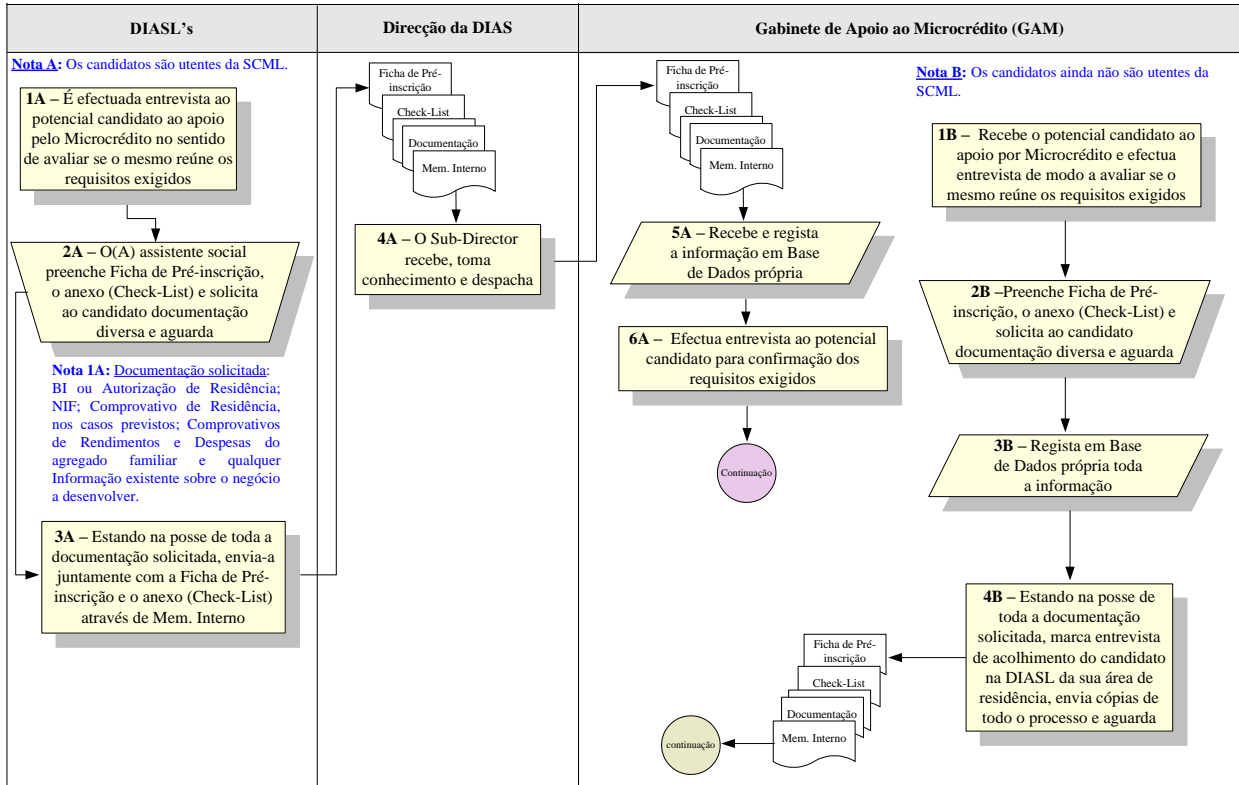 DIASL's
Direcção da DIAS
Gabinete de Apoio ao Microcrédito (GAM)
Nota A: Os candidatos são utentes da SCML.
1A – É efectuada entrevista ao
potencial candidato ao apoio
pelo Microcrédito no sentido
de avaliar se o mesmo reúne os
requisitos exigidos
2A – O(A) assistente social
preenche Ficha de Pré-inscrição,
o anexo (Check-List) e solicita
ao candidato documentação
diversa e aguarda
Nota 1A: Documentação solicitada:
BI ou Autorização de Residência;
NIF; Comprovativo de Residência,
nos casos previstos; Comprovativos
de Rendimentos e Despesas do
agregado familiar e qualquer
Informação existente sobre o negócio
a desenvolver.
3A – Estando na posse de toda a
documentação solicitada, envia-a
juntamente com a Ficha de Pré-
inscrição e o anexo (Check-List)
através de Mem. Interno
Ficha de Pré-
inscrição
Check-List
Documentação
Mem. Interno
4A – O Sub-Director
recebe, toma
conhecimento e despacha
Ficha de Pré-
inscrição
Check-List
Documentação
Mem. Interno
5A – Recebe e regista
a informação em Base
de Dados própria
6A – Efectua entrevista ao potencial
candidato para confirmação dos
requisitos exigidos
Continuação
Nota B: Os candidatos ainda não são utentes da
SCML.
1B – Recebe o potencial candidato ao
apoio por Microcrédito e efectua
entrevista de modo a avaliar se o
mesmo reúne os requisitos exigidos
2B –Preenche Ficha de Pré-
inscrição, o anexo (Check-List) e
solicita ao candidato
documentação diversa e aguarda
3B – Regista em Base
de Dados própria toda
a informação
4B – Estando na posse de
toda a documentação
solicitada, marca entrevista
de acolhimento do candidato
na DIASL da sua área de
residência, envia cópias de
todo o processo e aguarda
Ficha de Pré-
inscrição
Check-List
Documentação
Mem. Interno
continuação